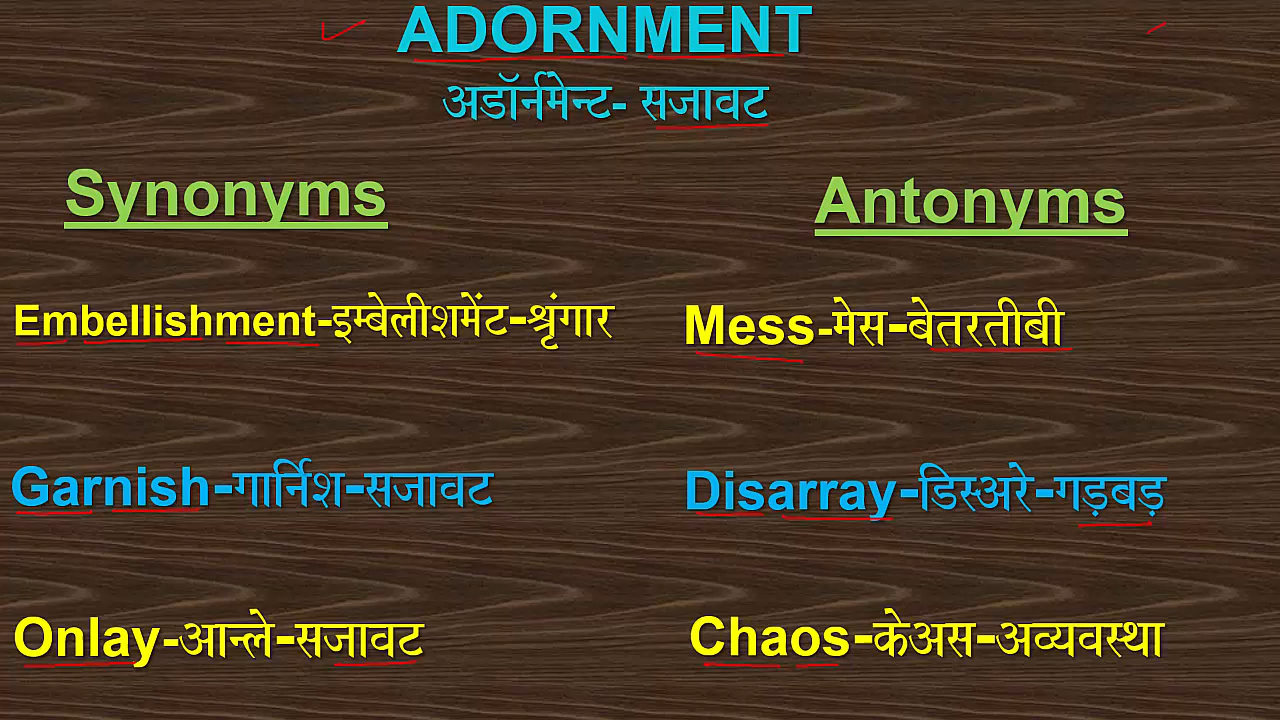 ADORNMENT
अडॉर्नमेन्ट- सजावट
Synonyms
Antonyms
Embellishment-इम्बेलीशमेंट-श्रृंगार
Mess-मेस-बेतरतीबी
Garnish-गार्निश-सजावट
Disarray-डिस्अरे-गड़बड़
Onlay-आन्ले-सजावट
Chaos-केअस-अव्यवस्था